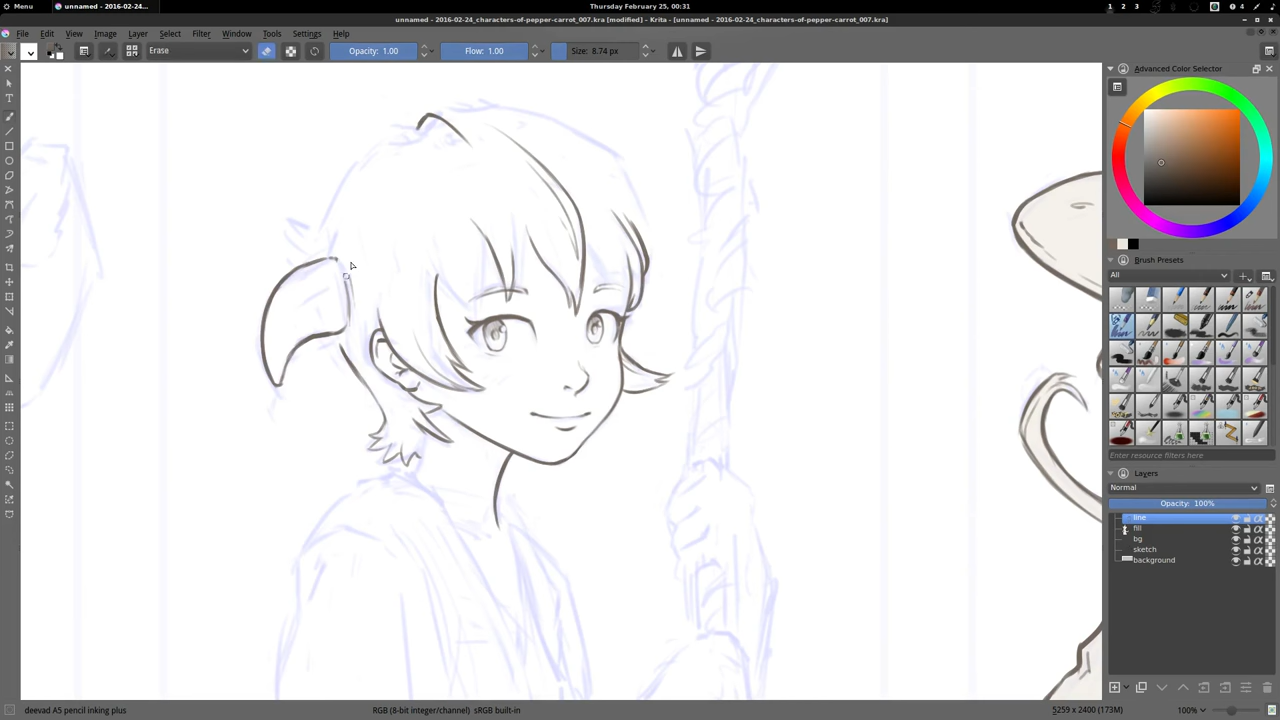 Menu
unnamed - 2016-02-24...
Thursday February 25, 00:31
1 2 3
4
unnamed - 2016-02-24_characters-of-pepper-carrot_007.kra [modified] - Krita - [unnamed - 2016-02-24_characters-of-pepper-carrot_007.kra]
File Edit View Image Layer Select Filter Window Tools Settings Help
Erase
Opacity: 1.00
Flow: 1.00
Size: 8.74 px
Advanced Color Selector
Brush Presets
All
Enter resource filters here
Layers
Normal
Opacity: 100%
line
fill
bg
sketch
background
deevad A5 pencil inking plus
RGB (8-bit integer/channel) sRGB built-in
5259 x 2400 (173M)
100%